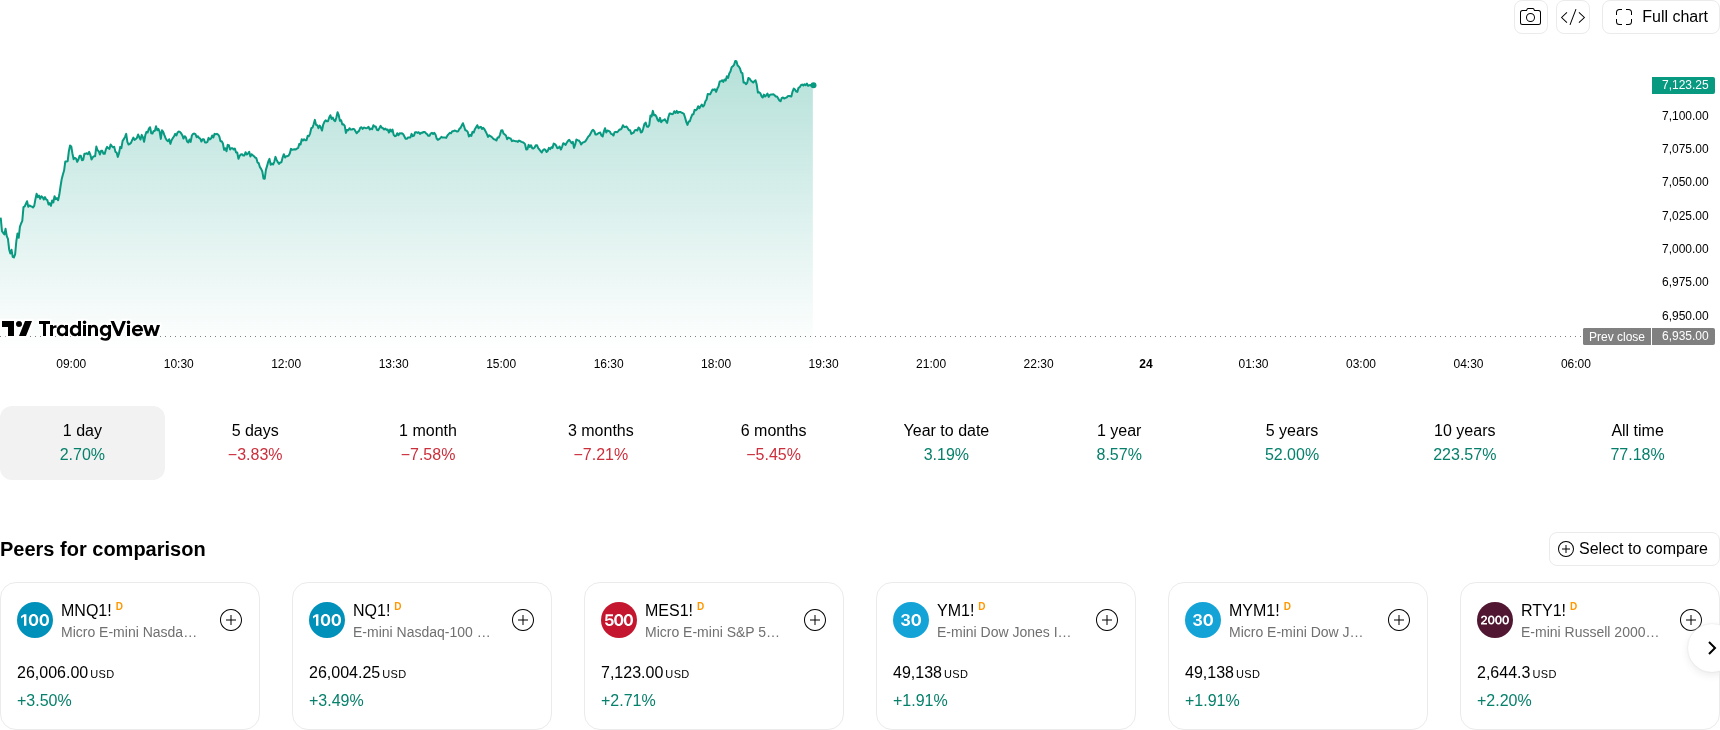 Full chart
7,123.25
7,100.00
7,075.00
7,050.00
7,025.00
7,000.00
6,975.00
6,950.00
Prev close 6,935.00
TradingView
09:00 10:30 12:00 13:30 15:00 16:30 18:00 19:30 21:00 22:30 24 01:30 03:00 04:30 06:00
1 day 5 days 1 month 3 months 6 months Year to date 1 year 5 years 10 years All time
2.70% −3.83% −7.58% −7.21% −5.45% 3.19% 8.57% 52.00% 223.57% 77.18%
Peers for comparison
Select to compare
100 MNQ1! D
Micro E-mini Nasda…
26,006.00 USD
+3.50%
100 NQ1! D
E-mini Nasdaq-100 …
26,004.25 USD
+3.49%
500 MES1! D
Micro E-mini S&P 5…
7,123.00 USD
+2.71%
30 YM1! D
E-mini Dow Jones I…
49,138 USD
+1.91%
30 MYM1! D
Micro E-mini Dow J…
49,138 USD
+1.91%
2000 RTY1! D
E-mini Russell 2000…
2,644.3 USD
+2.20%